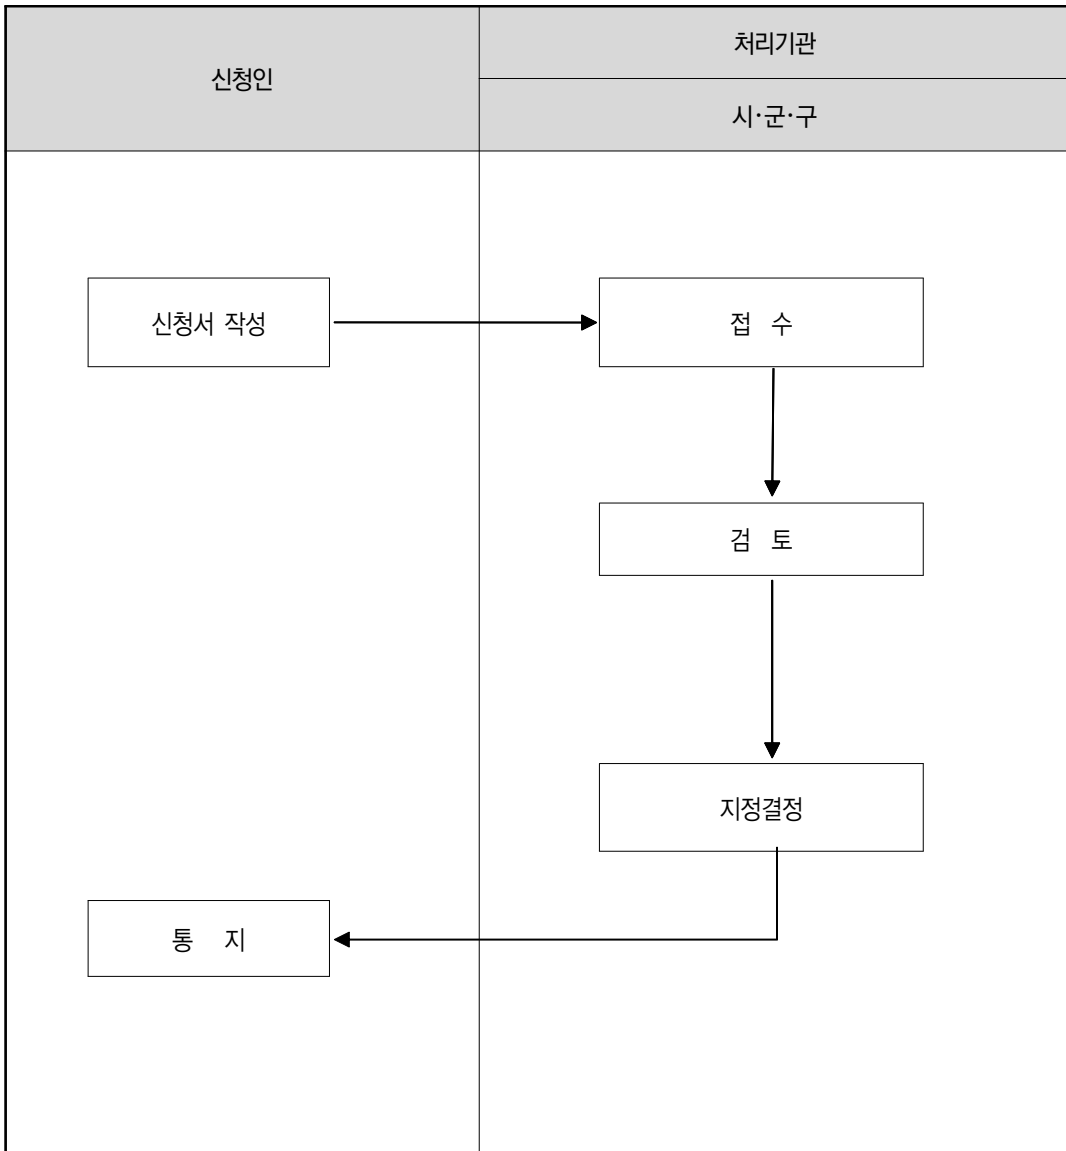 신청인
처리기관
시·군·구
신청서 작성
접 수
검 토
지정결정
통 지